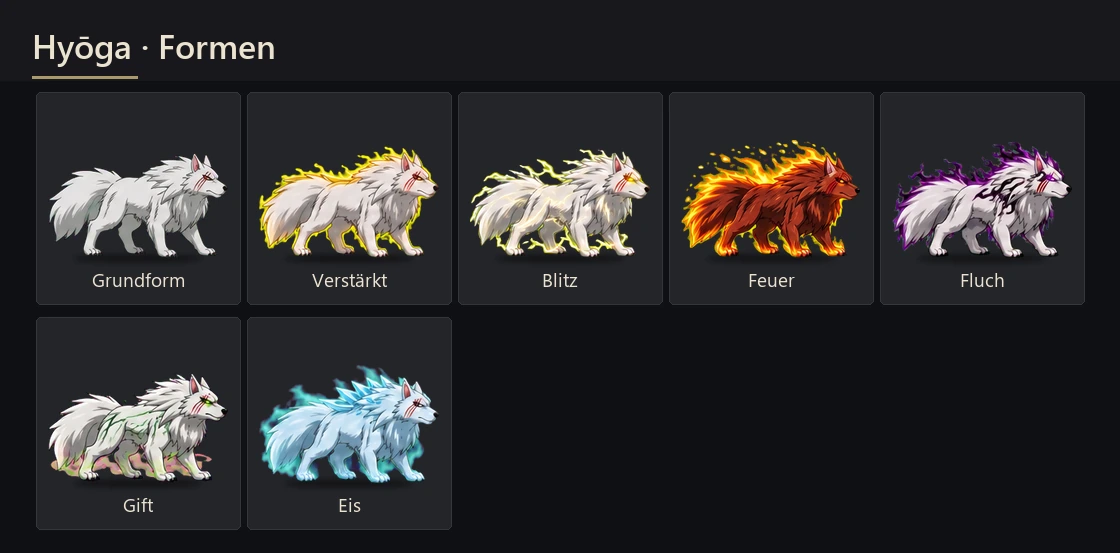 Hyōga · Formen
Grundform
Verstärkt
Blitz
Feuer
Fluch
Gift
Eis